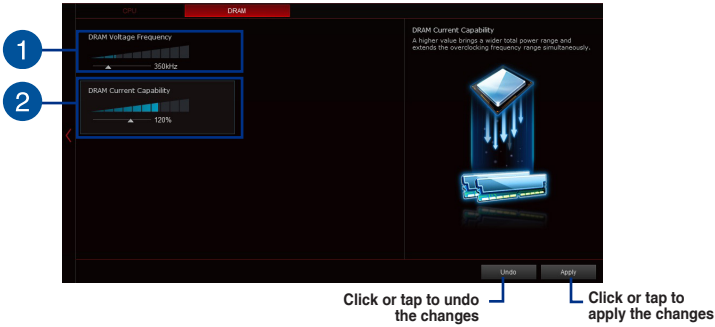 CPU
DRAM
1
DRAM Voltage Frequency
350kHz
2
DRAM Current Capability
120%
DRAM Current Capability
A higher value brings a wider total power range and
extends the overclocking frequency range simultaneously.
Undo
Apply
Click or tap to undo
the changes
Click or tap to
apply the changes